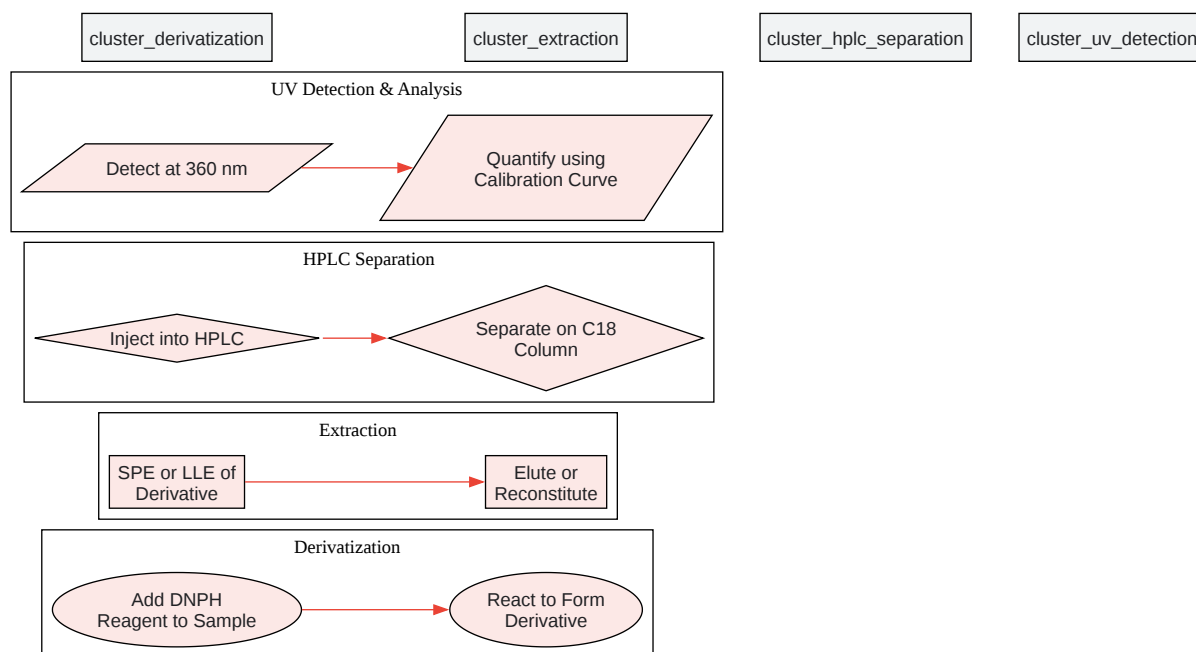 cluster_derivatization
cluster_extraction
cluster_hplc_separation
cluster_uv_detection
UV Detection & Analysis
Detect at 360 nm
Quantify using
Calibration Curve
HPLC Separation
Inject into HPLC
Separate on C18
Column
Extraction
SPE or LLE of
Derivative
Elute or
Reconstitute
Derivatization
Add DNPH
Reagent to Sample
React to Form
Derivative